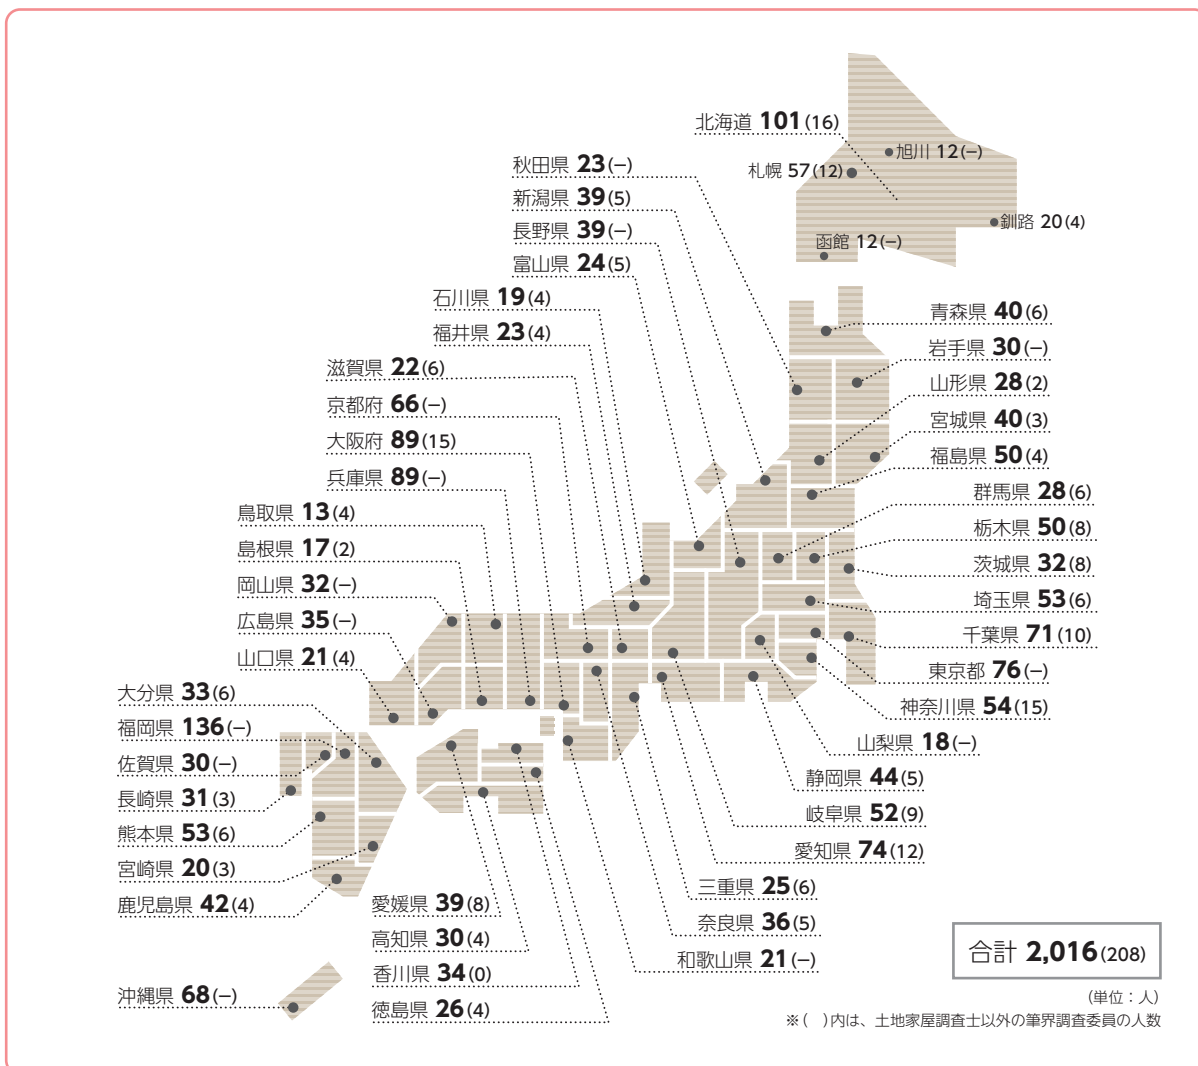 北海道 101(16)
旭川 12(−)
札幌 57(12)
釧路 20(4)
函館 12(−)
秋田県 23(−)
新潟県 39(5)
長野県 39(−)
富山県 24(5)
石川県 19(4)
福井県 23(4)
滋賀県 22(6)
京都府 66(−)
大阪府 89(15)
兵庫県 89(−)
鳥取県 13(4)
島根県 17(2)
岡山県 32(−)
広島県 35(−)
山口県 21(4)
大分県 33(6)
福岡県 136(−)
佐賀県 30(−)
長崎県 31(3)
熊本県 53(6)
宮崎県 20(3)
鹿児島県 42(4)
沖縄県 68(−)
青森県 40(6)
岩手県 30(−)
山形県 28(2)
宮城県 40(3)
福島県 50(4)
群馬県 28(6)
栃木県 50(8)
茨城県 32(8)
埼玉県 53(6)
千葉県 71(10)
東京都 76(−)
神奈川県 54(15)
山梨県 18(−)
静岡県 44(5)
岐阜県 52(9)
愛知県 74(12)
三重県 25(6)
奈良県 36(5)
和歌山県 21(−)
愛媛県 39(8)
高知県 30(4)
香川県 34(0)
徳島県 26(4)
合計 2,016(208)
(単位：人)
※(　)内は、土地家屋調査士以外の筆界調査委員の人数